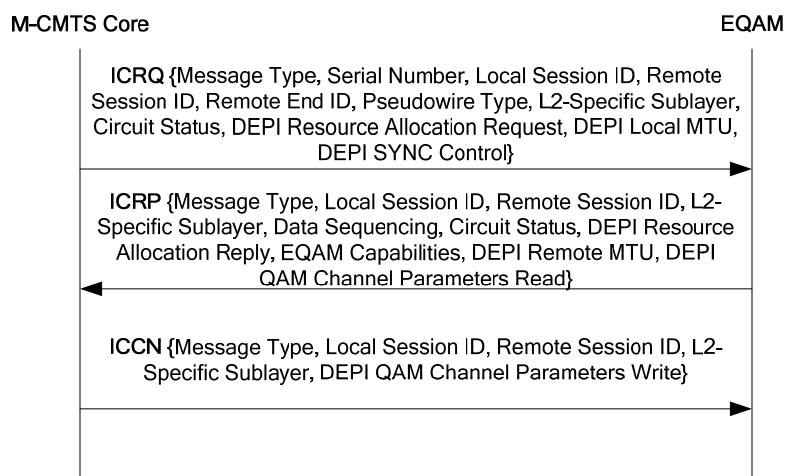 M-CMTS Core
EQAM
ICRQ {Message Type, Serial Number, Local Session ID, Remote
Session ID, Remote End ID, Pseudowire Type, L2-Specific Sublayer,
Circuit Status, DEPI Resource Allocation Request, DEPI Local MTU,
DEPI SYNC Control}
ICRP {Message Type, Local Session ID, Remote Session ID, L2-
Specific Sublayer, Data Sequencing, Circuit Status, DEPI Resource
Allocation Reply, EQAM Capabilities, DEPI Remote MTU, DEPI
QAM Channel Parameters Read}
ICCN {Message Type, Local Session ID, Remote Session ID, L2-
Specific Sublayer, DEPI QAM Channel Parameters Write}